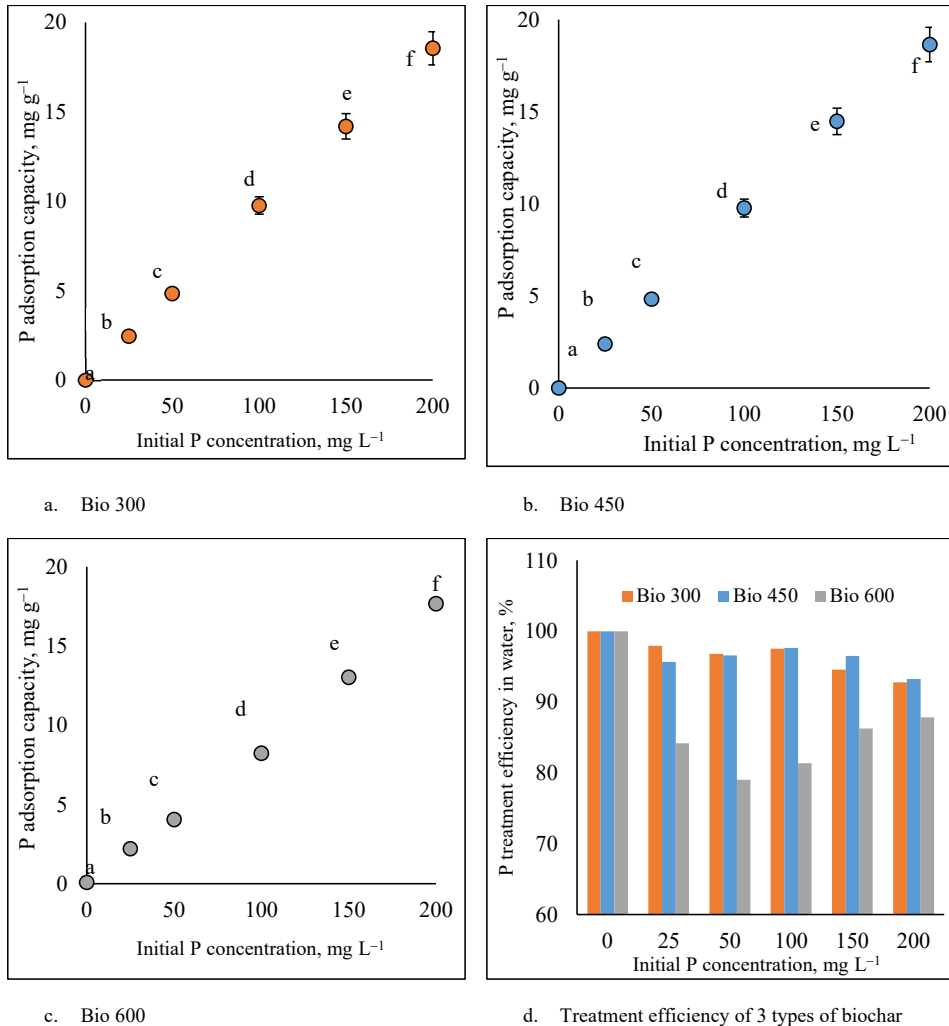 P adsorption capacity, mg g⁻¹
20
15
10
5
0
a
b
c
d
e
f
0 50 100 150 200
Initial P concentration, mg L⁻¹
a. Bio 300
P adsorption capacity, mg g⁻¹
20
15
10
5
0
a
b
c
d
e
f
0 50 100 150 200
Initial P concentration, mg L⁻¹
b. Bio 450
P adsorption capacity, mg g⁻¹
20
15
10
5
0
a
b
c
d
e
f
0 50 100 150 200
Initial P concentration, mg L⁻¹
c. Bio 600
P treatment efficiency in water, %
110
100
90
80
70
60
Bio 300 Bio 450 Bio 600
0 25 50 100 150 200
Initial P concentration, mg L⁻¹
d. Treatment efficiency of 3 types of biochar